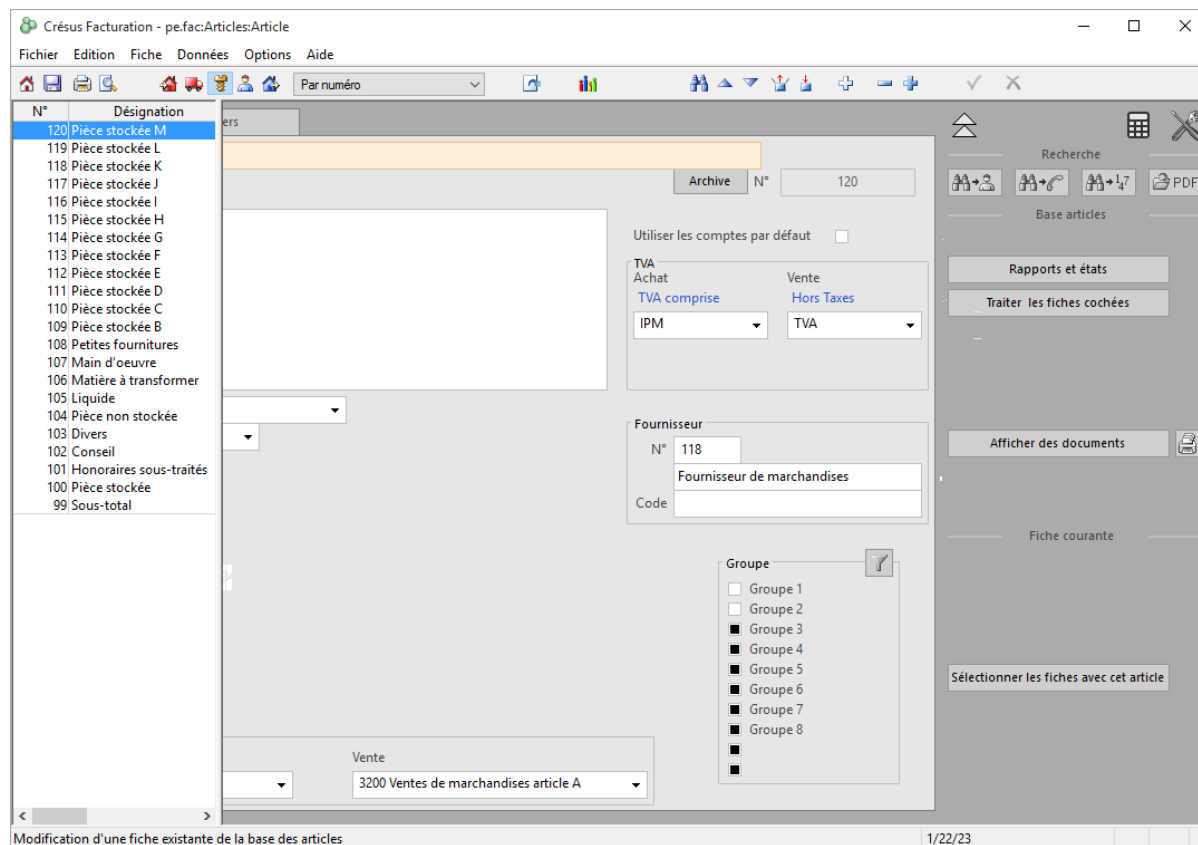 Crésus Facturation - pe.fac:Articles:Article
Fichier Edition Fiche Données Options Aide
Par numéro
N° Désignation
120 Pièce stockée M
119 Pièce stockée L
118 Pièce stockée K
117 Pièce stockée J
116 Pièce stockée I
115 Pièce stockée H
114 Pièce stockée G
113 Pièce stockée F
112 Pièce stockée E
111 Pièce stockée D
110 Pièce stockée C
109 Pièce stockée B
108 Petites fournitures
107 Main d'oeuvre
106 Matière à transformer
105 Liquide
104 Pièce non stockée
103 Divers
102 Conseil
101 Honoraires sous-traités
100 Pièce stockée
99 Sous-total
ers
Archive N° 120
Utiliser les comptes par défaut
TVA
Achat Vente
TVA comprise Hors Taxes
IPM TVA
Fournisseur
N° 118
Fournisseur de marchandises
Code
Groupe
Groupe 1
Groupe 2
Groupe 3
Groupe 4
Groupe 5
Groupe 6
Groupe 7
Groupe 8
Vente
3200 Ventes de marchandises article A
Recherche
1 47 PDF
Base articles
Rapports et états
Traiter les fiches cochées
Afficher des documents
Fiche courante
Sélectionner les fiches avec cet article
Modification d'une fiche existante de la base des articles 1/22/23